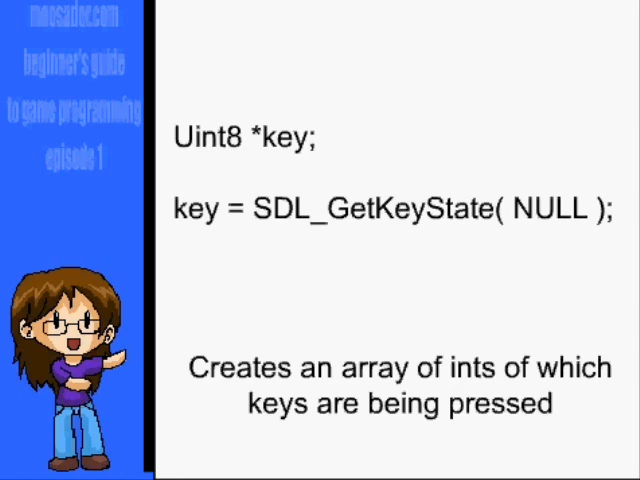 moosader.com
beginner's guide
to game programming
episode 1
Uint8 *key;
key = SDL_GetKeyState( NULL );
Creates an array of ints of which
keys are being pressed